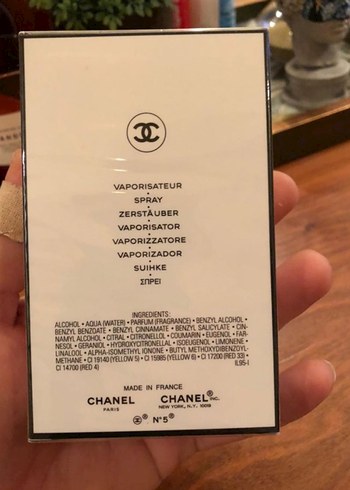 VAPORISATEUR
•
SPRAY
•
ZERSTÄUBER
•
VAPORISATOR
•
VAPORIZZATORE
•
VAPORIZADOR
•
SUIHKE
•
ΣΠΡΕΙ
INGREDIENTS:
ALCOHOL • AQUA (WATER) • PARFUM (FRAGRANCE) • BENZYL ALCOHOL •
BENZYL BENZOATE • BENZYL CINNAMATE • BENZYL SALICYLATE • CIN-
NAMYL ALCOHOL • CITRAL • CITRONELLOL • COUMARIN • EUGENOL • FAR-
NESOL • GERANIOL • HYDROXYCITRONELLAL • ISOEUGENOL • LIMONENE •
LINALOOL • ALPHA-ISOMETHYL IONONE • BUTYL METHOXYDIBENZOYL-
METHANE • CI 19140 (YELLOW 5) • CI 15985 (YELLOW 6) • CI 17200 (RED 33) •
CI 14700 (RED 4) IL95-I
MADE IN FRANCE
CHANEL CHANEL INC.
PARIS NEW YORK, N.Y. 10019
® N°5®